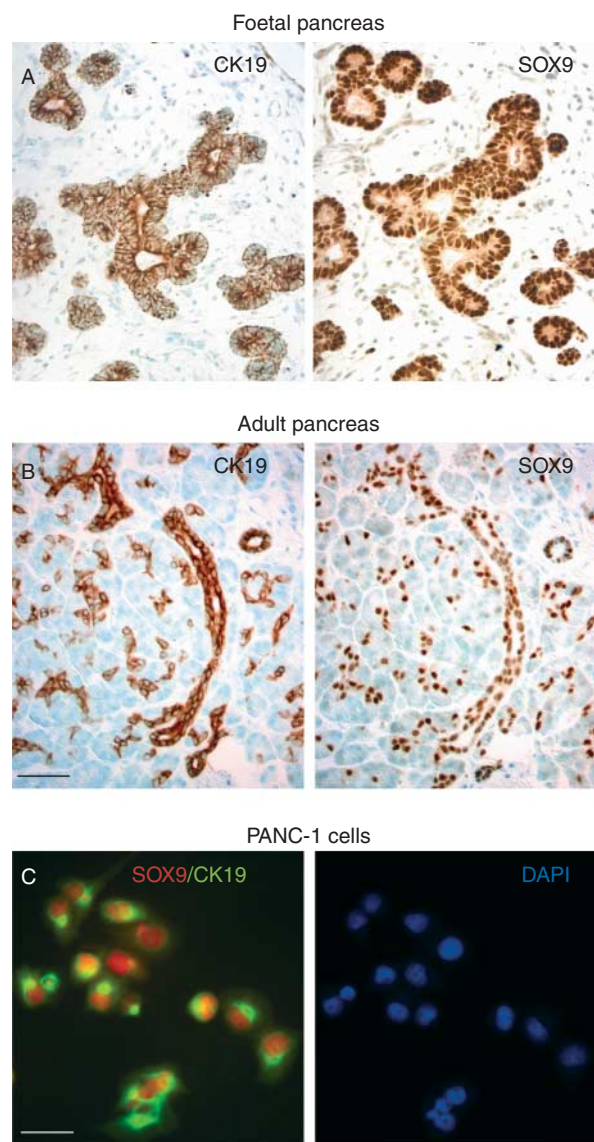 Foetal pancreas
A
CK19
SOX9
Adult pancreas
B
CK19
SOX9
PANC-1 cells
C
SOX9/CK19
DAPI